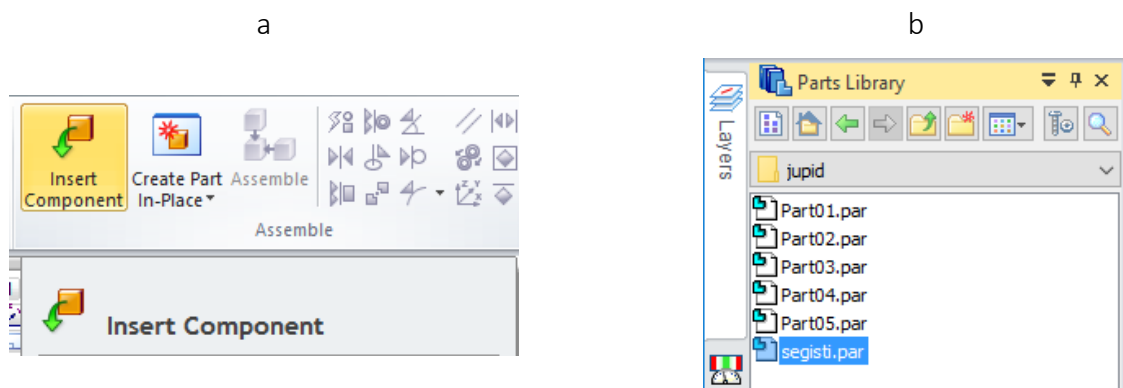 a
b
Insert Component
Create Part In-Place
Assemble
Assemble
Insert Component
Parts Library
Layers
jupid
Part01.par
Part02.par
Part03.par
Part04.par
Part05.par
segisti.par